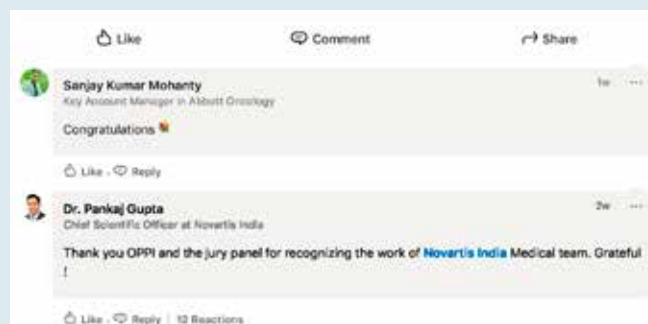 Like Comment Share
Sanjay Kumar Mohanty 1w ...
Key Account Manager in Abbott Oncology
Congratulations
Like . Reply
Dr. Pankaj Gupta 2w ...
Chief Scientific Officer at Novartis India
Thank you OPPI and the jury panel for recognizing the work of Novartis India Medical team. Grateful
!
Like . Reply | 12 Reactions